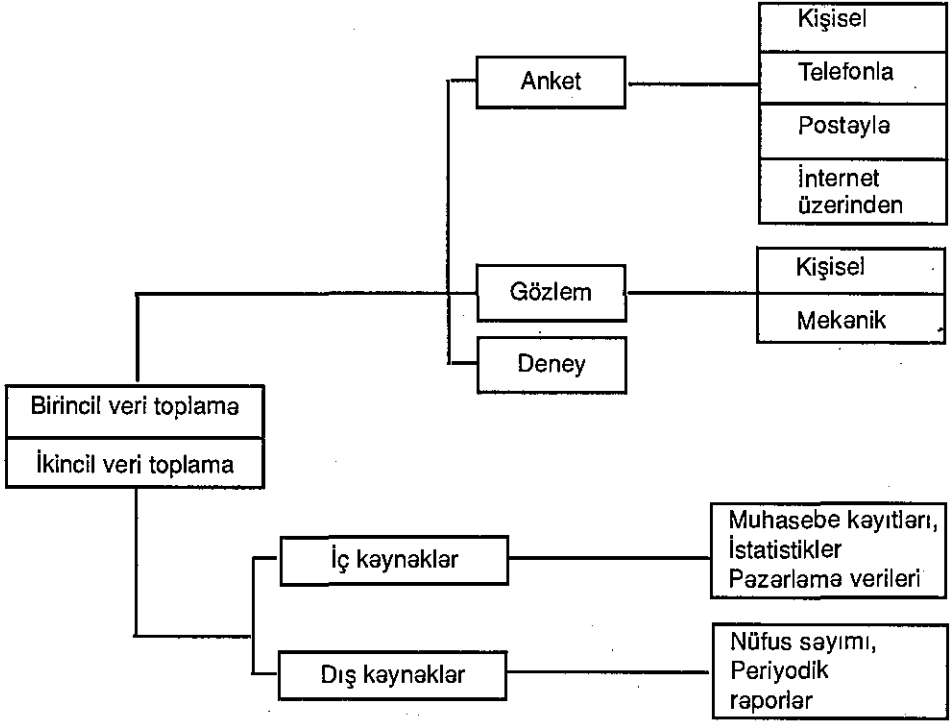 Kişisel
Telefonla
Postayla
İnternet
üzerinden
Anket
Kişisel
Mekanik
Gözlem
Deney
Birincil veri toplama
İkincil veri toplama
İç kaynaklar
Muhasebe kayıtları,
İstatistikler
Pazarlama verileri
Dış kaynaklar
Nüfus sayımı,
Periyodik
raporlar